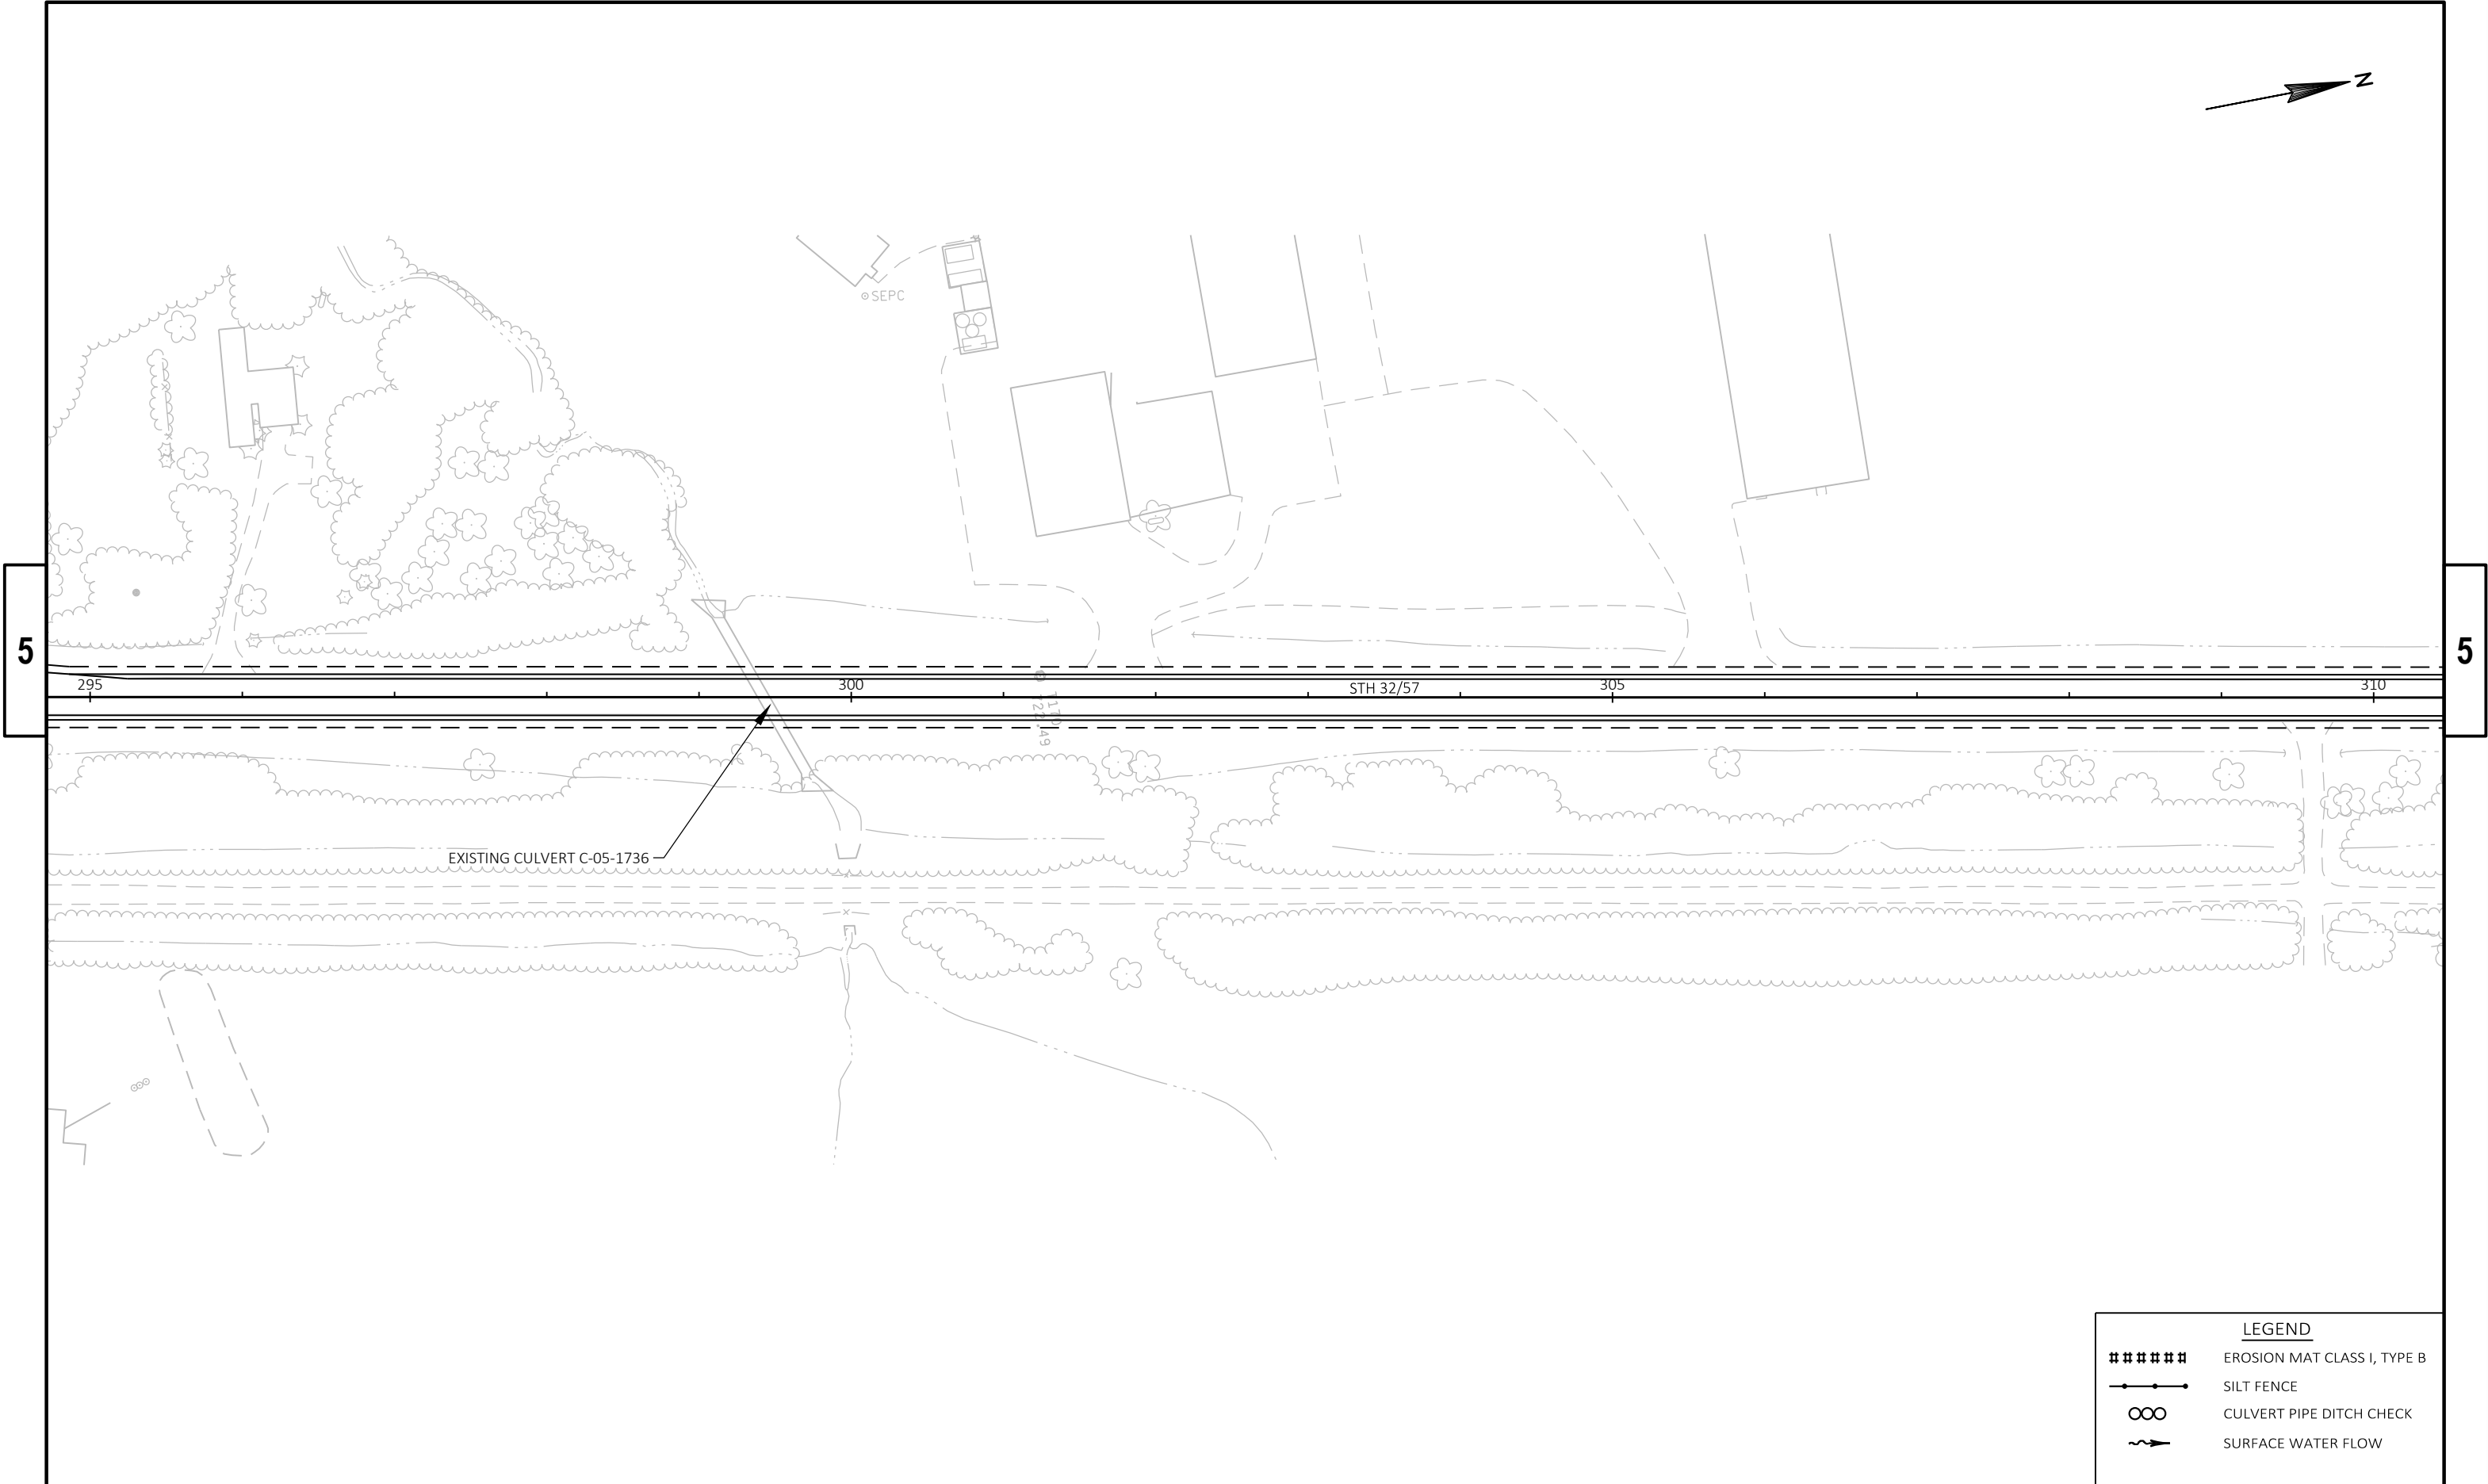 N
SEPC
5
5
295
300
STH 32/57
305
310
EXISTING CULVERT C-05-1736
LEGEND
EROSION MAT CLASS I, TYPE B
SILT FENCE
CULVERT PIPE DITCH CHECK
SURFACE WATER FLOW